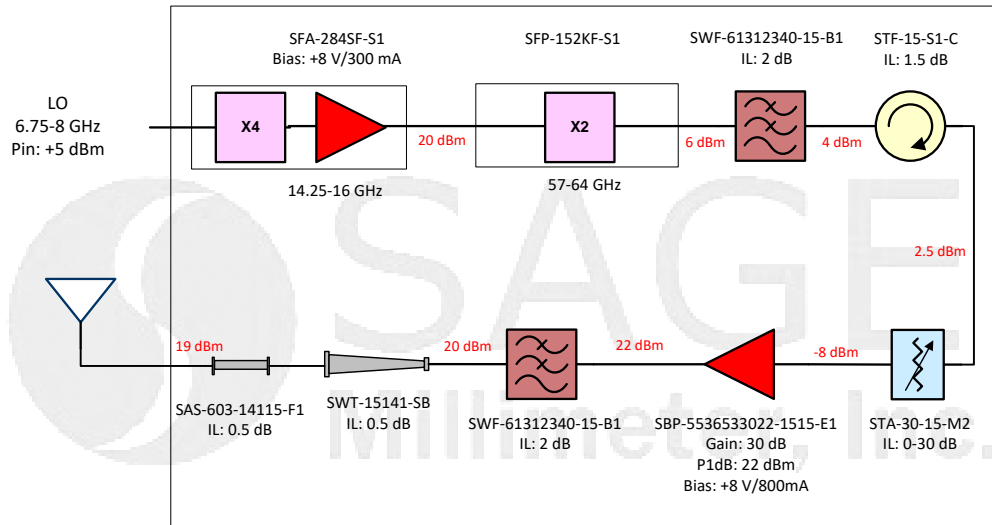 SFA-284SF-S1
Bias: +8 V/300 mA
SFP-152KF-S1
SWF-61312340-15-B1
IL: 2 dB
STF-15-S1-C
IL: 1.5 dB
LO
6.75-8 GHz
Pin: +5 dBm
X4
20 dBm
X2
6 dBm
4 dBm
14.25-16 GHz
57-64 GHz
SAGE
Millimeter, Inc.
2.5 dBm
19 dBm
20 dBm
22 dBm
-8 dBm
SAS-603-14115-F1
IL: 0.5 dB
SWT-15141-SB
IL: 0.5 dB
SWF-61312340-15-B1
IL: 2 dB
SBP-5536533022-1515-E1
Gain: 30 dB
P1dB: 22 dBm
Bias: +8 V/800mA
STA-30-15-M2
IL: 0-30 dB